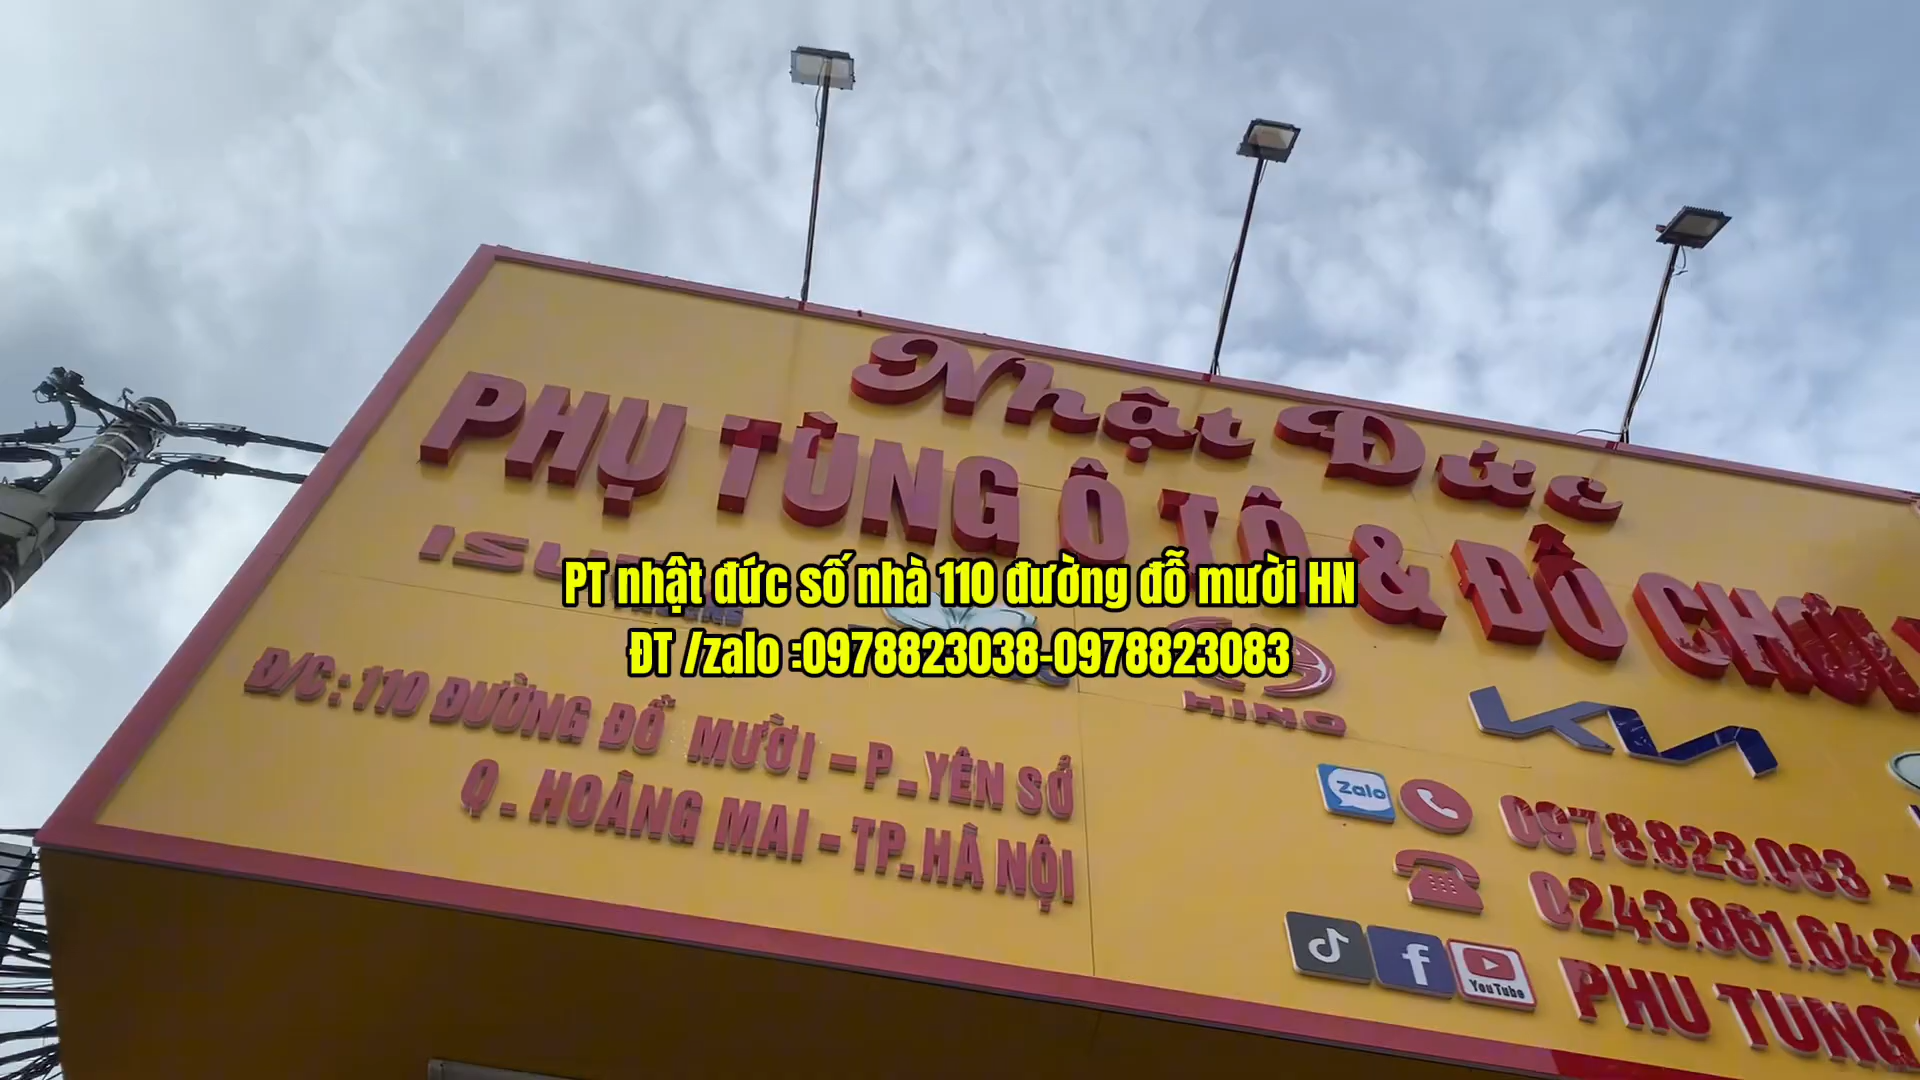 Nhật Đức
PHỤ TÙNG Ô TÔ & ĐỒ CHƠI
PT nhật đức số nhà 110 đường đỗ mười HN
ĐT /zalo :0978823038-0978823083
HINO
KIA
Đ/C: 110 ĐƯỜNG ĐỖ MƯỜI - P. YÊN SỞ
Q. HOÀNG MAI - TP. HÀ NỘI
Zalo
0978.823.083 -
0243.861.642
YouTube
PHU TUNG